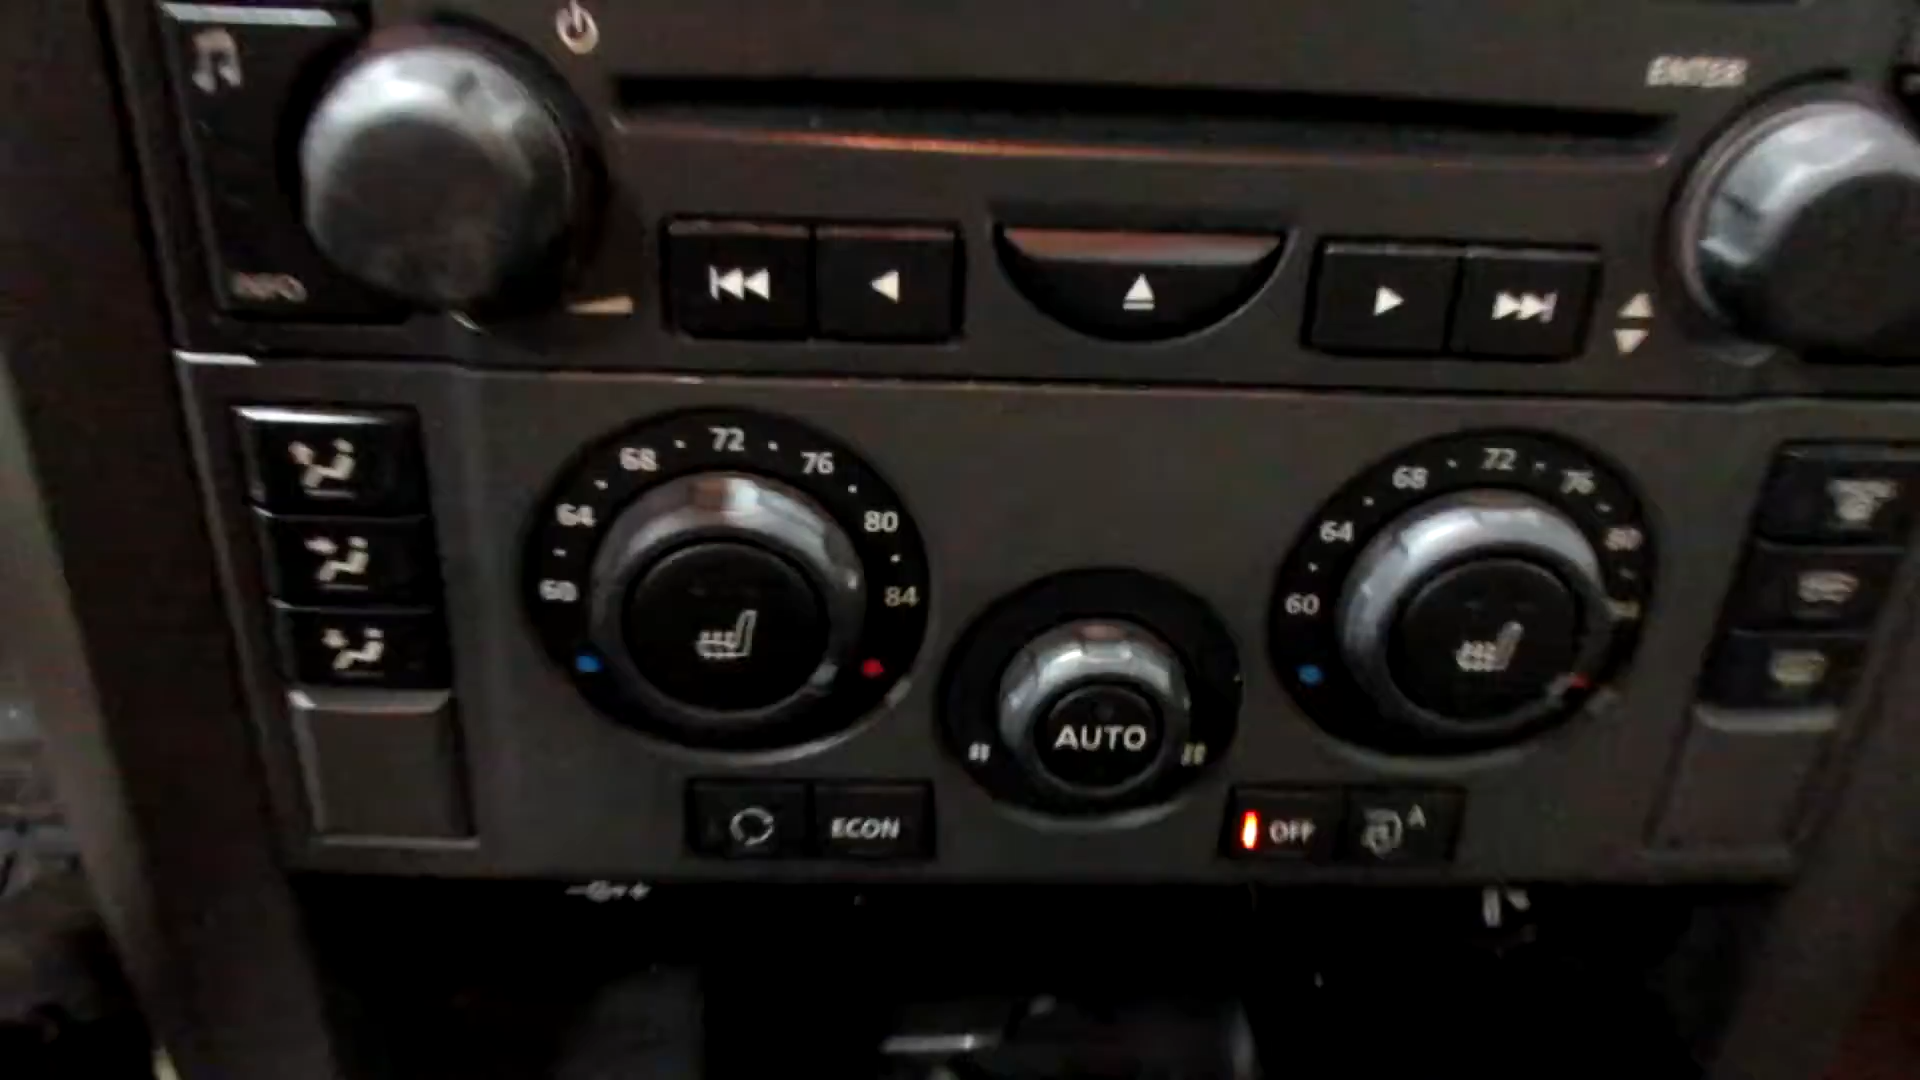 ENTER
INFO
68 72 76
64 80
60 84
68 72 76
64 80
60
AUTO
ECON
OFF
A